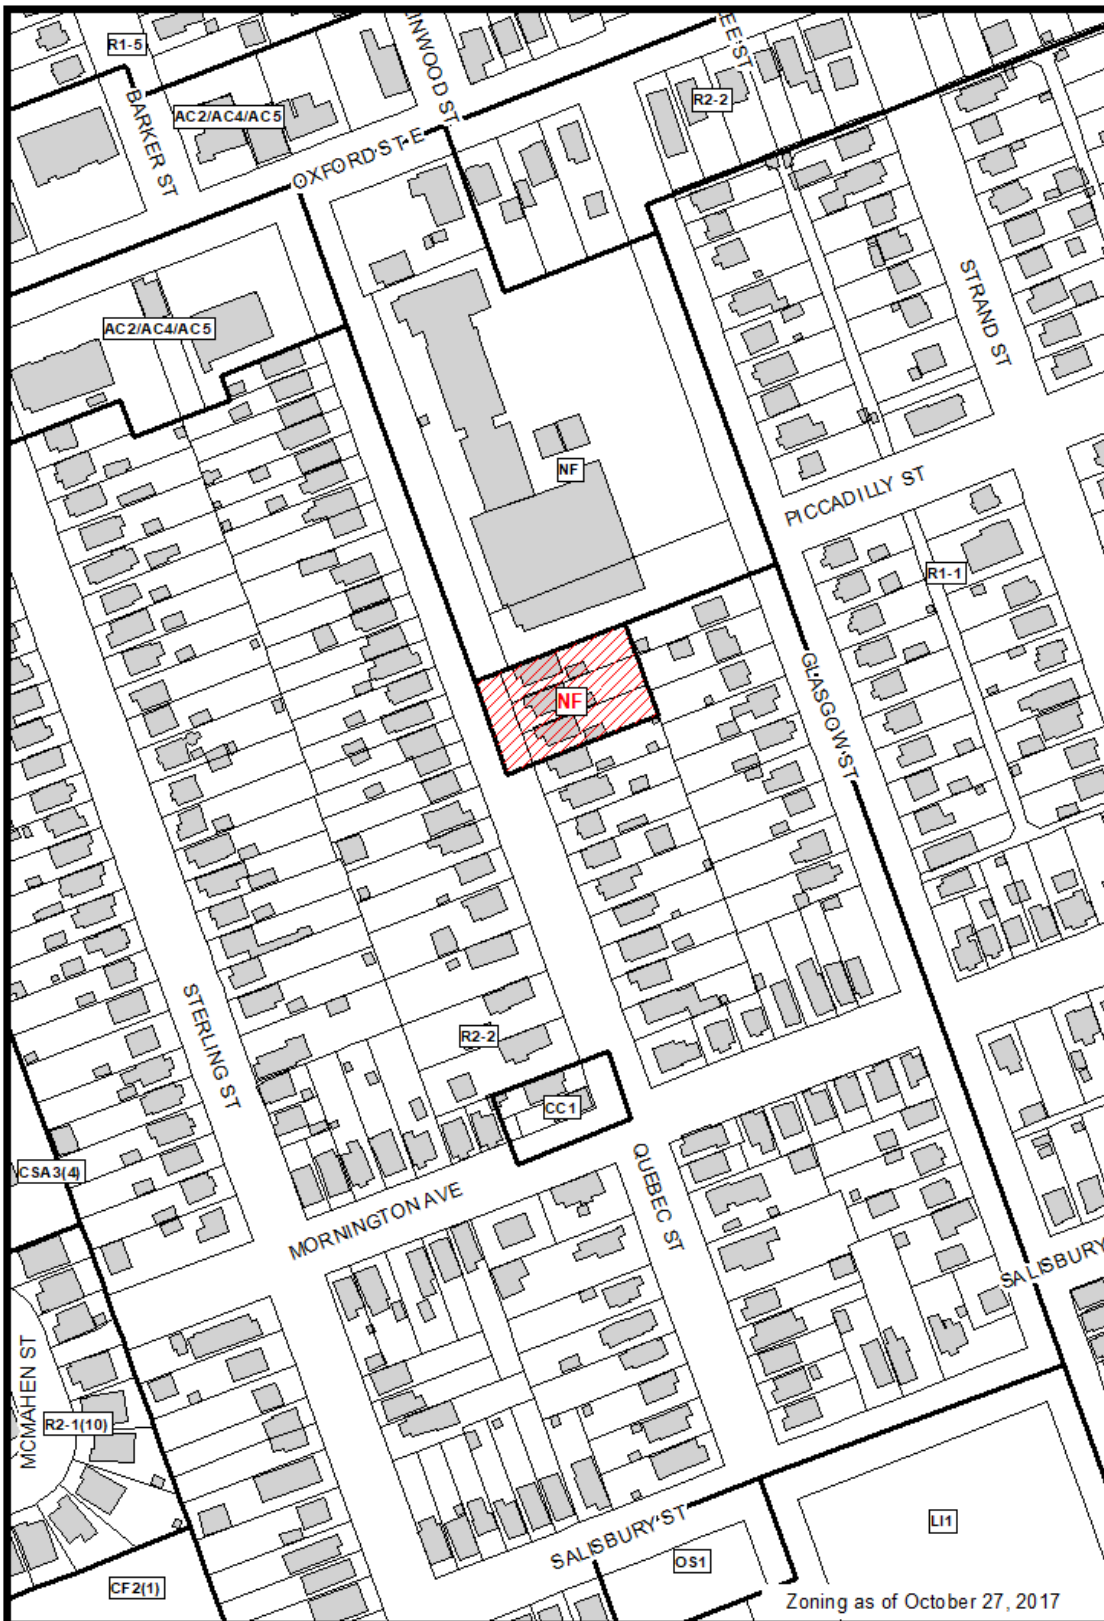 R1-5
BARKER ST
AC2/AC4/AC5
R2-2
OXFORD ST E
STRAND ST
AC2/AC4/AC5
NF
PICCADILLY ST
R1-1
GLASGOW ST
NF
STERLING ST
R2-2
CC1
CSA3(4)
QUEBEC ST
MORNINGTON AVE
SALISBURY
MCMAHEN ST
R2-1(10)
LI1
SALISBURY ST
OS1
CF2(1)
Zoning as of October 27, 2017